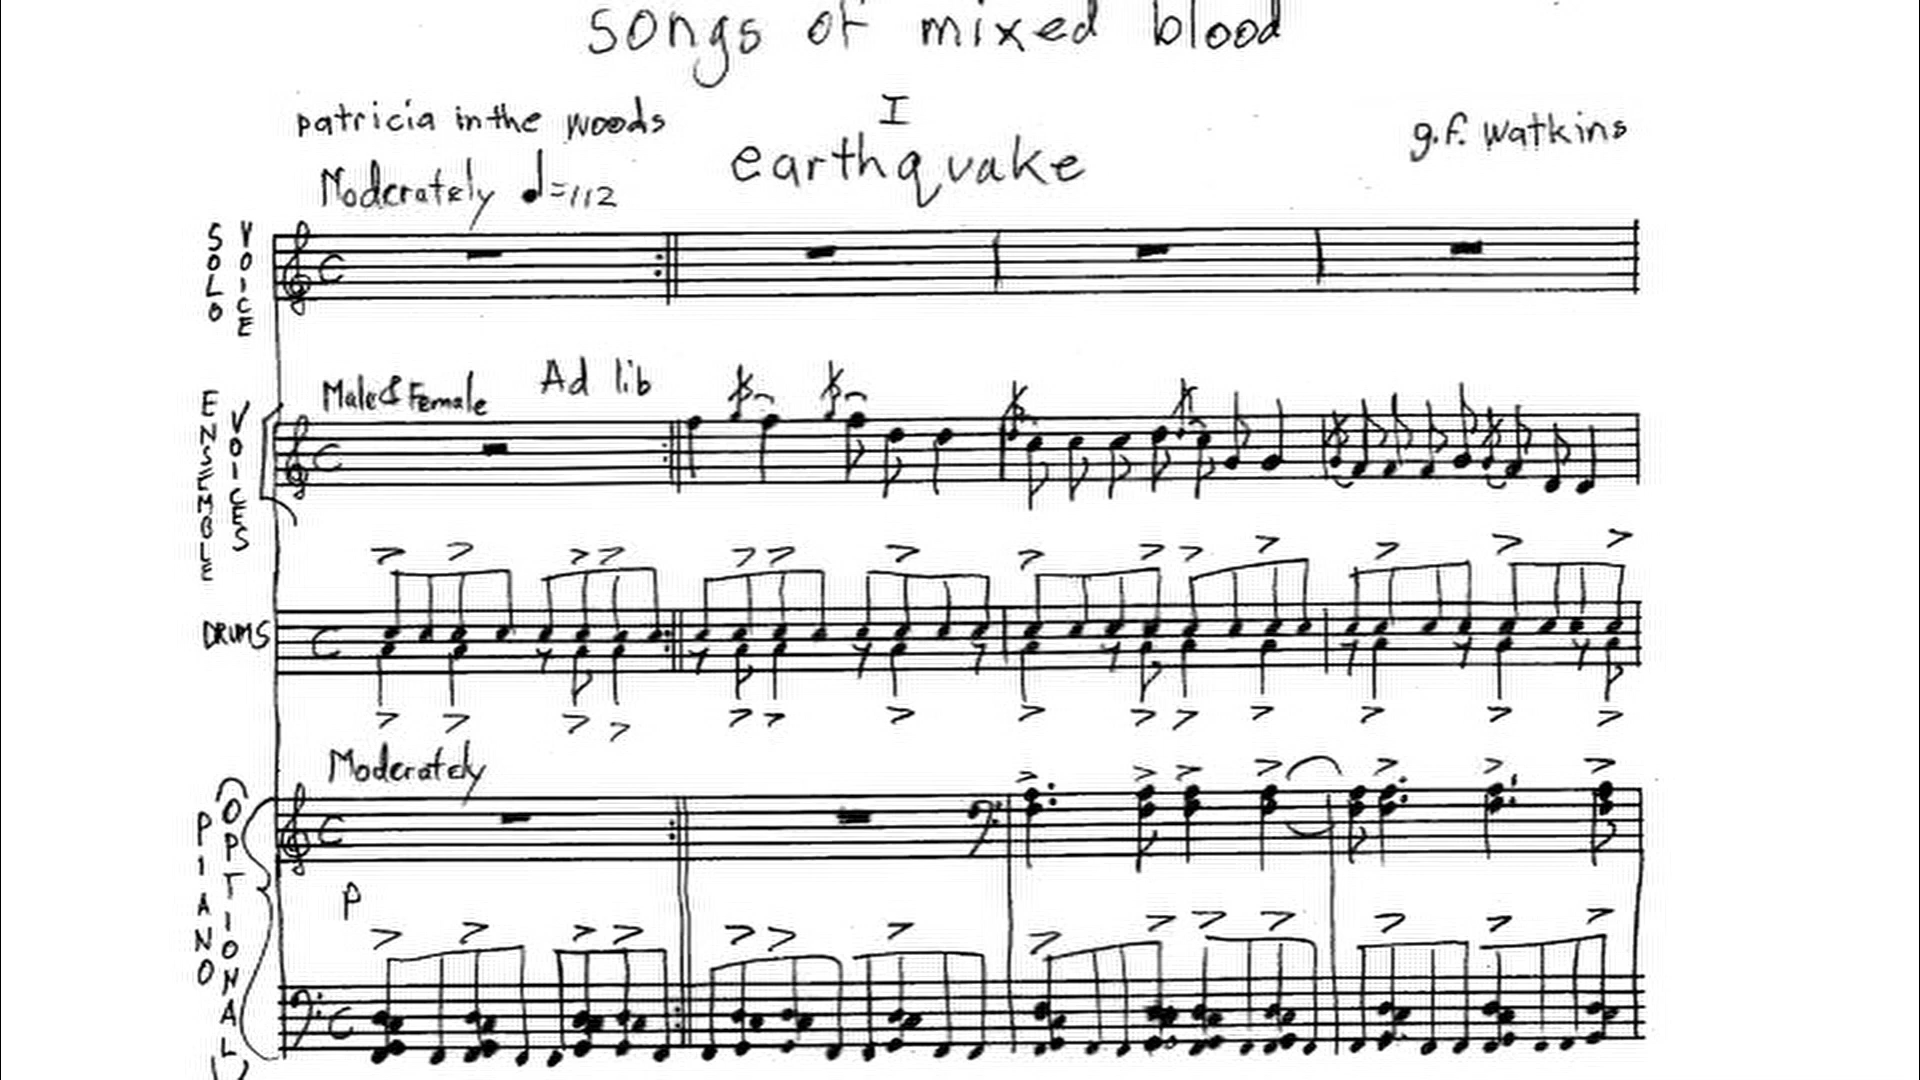 songs of mixed blood
I
patricia in the woods
g.f. watkins
earthquake
Moderately ♩=112
SOLO VOICE
Male & Female Ad lib
ENSEMBLE VOICES
DRUMS
Moderately
PIANO (OPTIONAL)
p